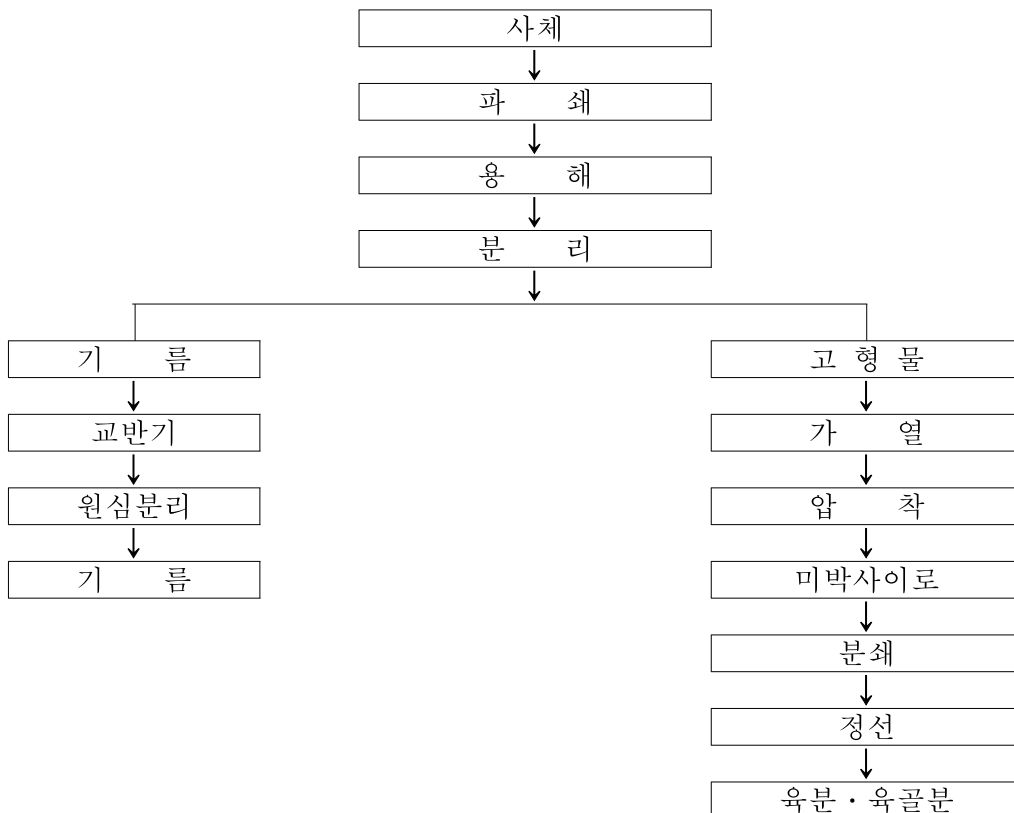 사체
파 쇄
용 해
분 리
기 름
교반기
원심분리
기 름
고 형 물
가 열
압 착
미박사이로
분쇄
정선
육분・육골분